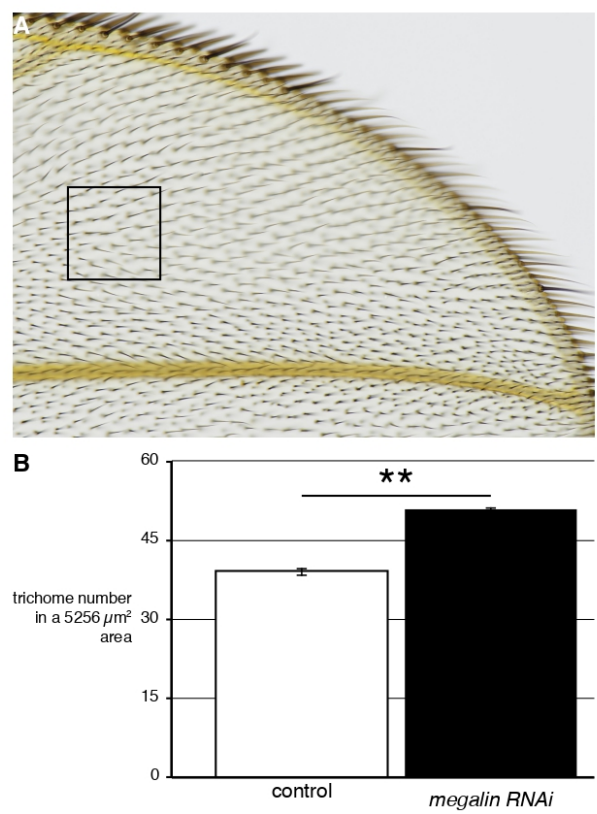 A
B
60
**
45
trichome number
in a 5256 µm²
area
30
15
0
control
megalin RNAi